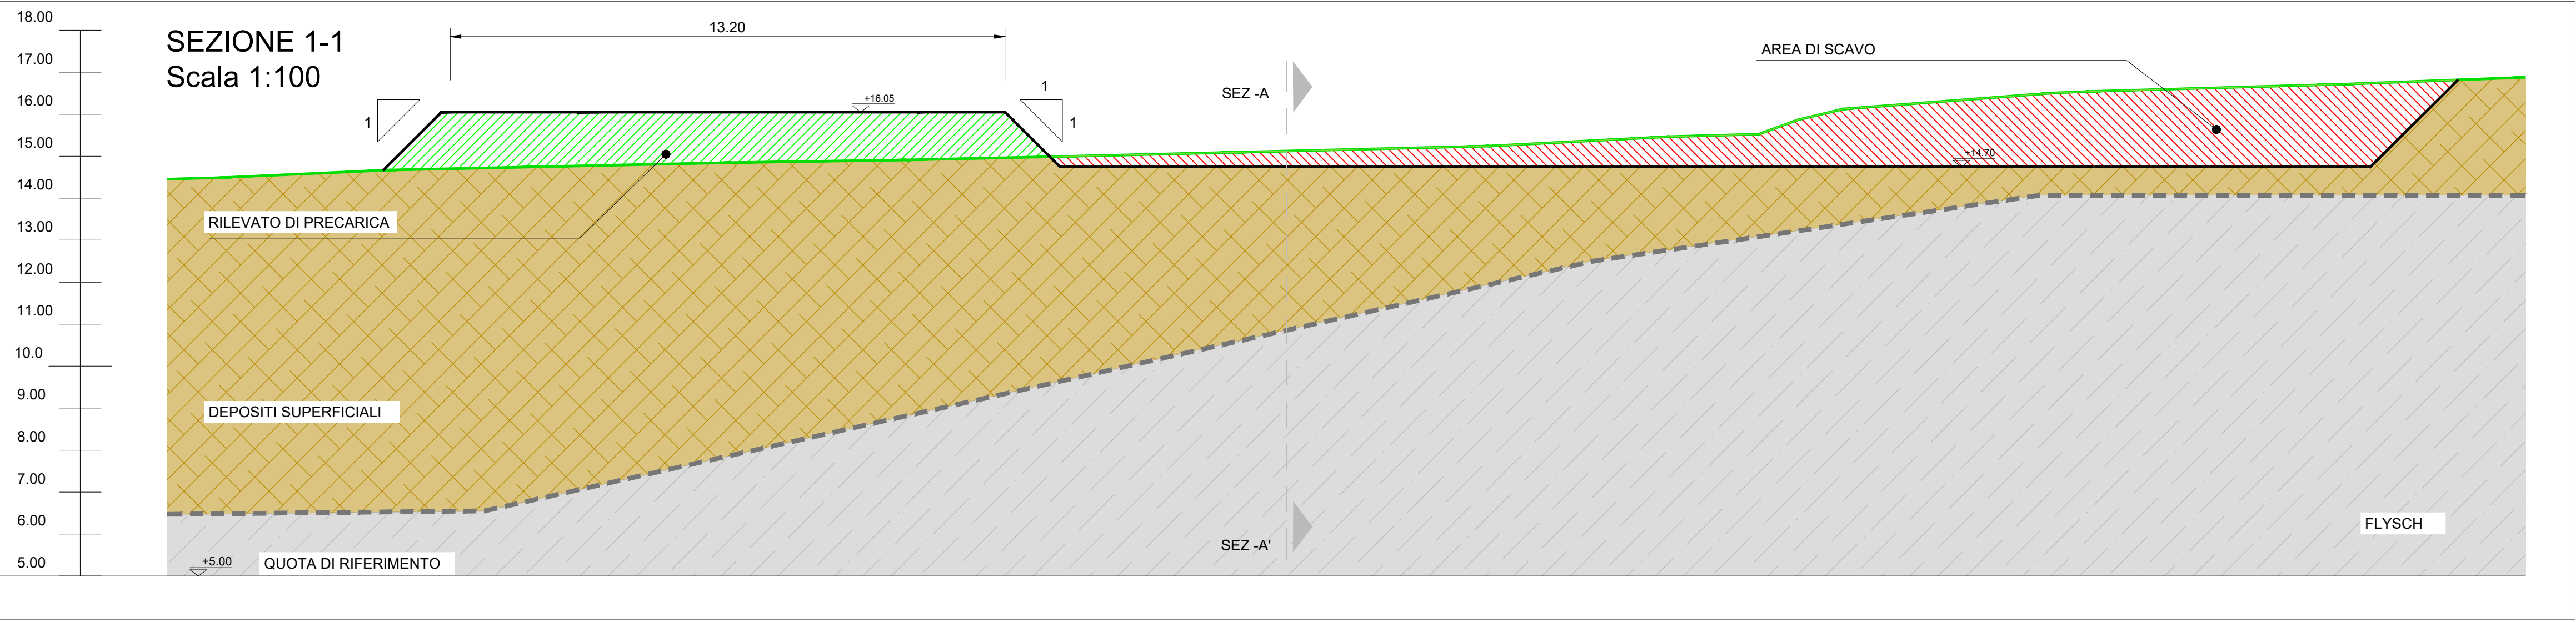 18.00
SEZIONE 1-1
Scala 1:100
13.20
AREA DI SCAVO
17.00
16.00
1
1
+16.05
1
1
SEZ -A
15.00
+14.70
14.00
RILEVATO DI PRECARICA
13.00
12.00
11.00
10.0
9.00
DEPOSITI SUPERFICIALI
8.00
7.00
6.00
FLYSCH
SEZ -A'
5.00
+5.00
QUOTA DI RIFERIMENTO